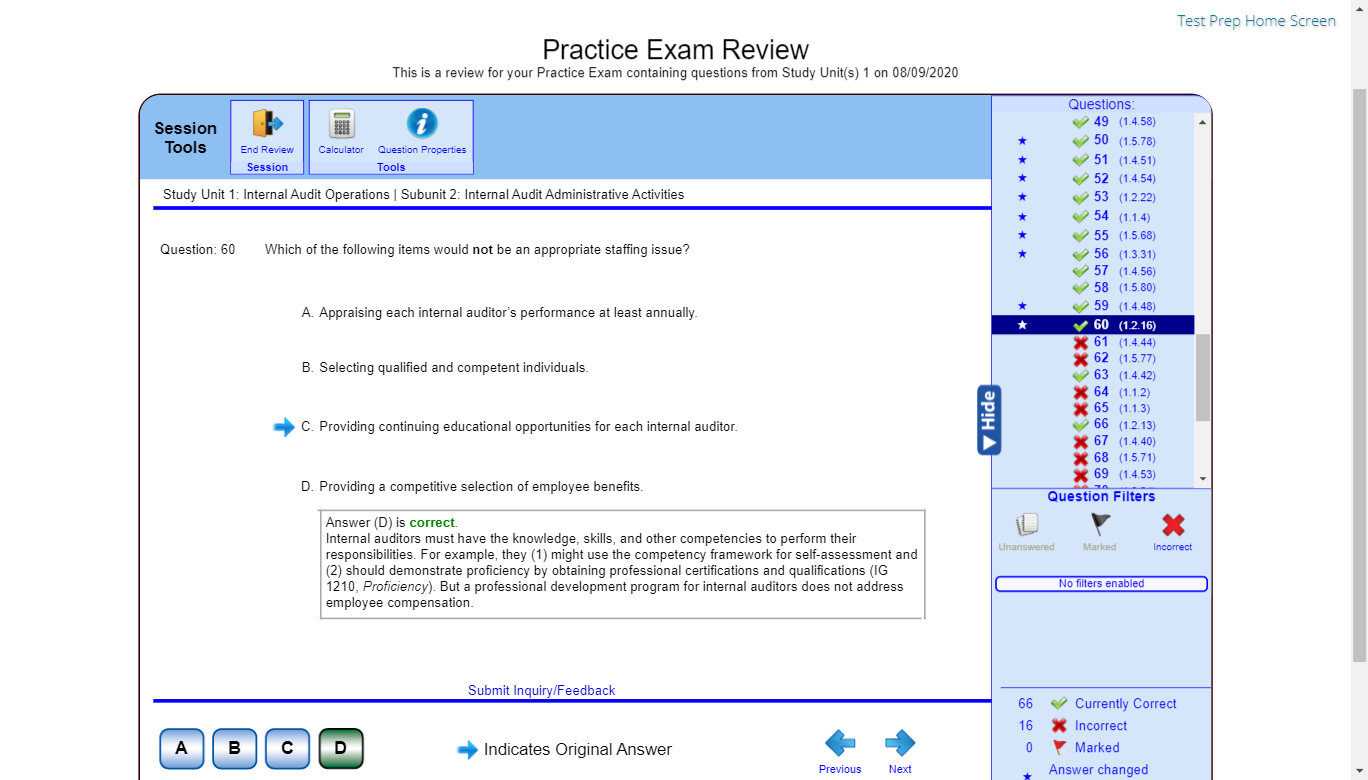 Test Prep Home Screen
Practice Exam Review
This is a review for your Practice Exam containing questions from Study Unit(s) 1 on 08/09/2020
Session Tools
End Review
Session
Calculator
Question Properties
Tools
Study Unit 1: Internal Audit Operations | Subunit 2: Internal Audit Administrative Activities
Question: 60 Which of the following items would not be an appropriate staffing issue?
A. Appraising each internal auditor's performance at least annually.
B. Selecting qualified and competent individuals.
C. Providing continuing educational opportunities for each internal auditor.
D. Providing a competitive selection of employee benefits.
Answer (D) is correct.
Internal auditors must have the knowledge, skills, and other competencies to perform their
responsibilities. For example, they (1) might use the competency framework for self-assessment and
(2) should demonstrate proficiency by obtaining professional certifications and qualifications (IG
1210, Proficiency). But a professional development program for internal auditors does not address
employee compensation.
Submit Inquiry/Feedback
A B C D
Indicates Original Answer
Previous
Next
Questions:
49 (1.4.58)
50 (1.5.78)
51 (1.4.51)
52 (1.4.54)
53 (1.2.22)
54 (1.1.4)
55 (1.5.68)
56 (1.3.31)
57 (1.4.56)
58 (1.5.80)
59 (1.4.48)
60 (1.2.16)
61 (1.4.44)
62 (1.5.77)
63 (1.4.42)
64 (1.1.2)
65 (1.1.3)
66 (1.2.13)
67 (1.4.40)
68 (1.5.71)
69 (1.4.53)
Hide
Question Filters
Unanswered
Marked
Incorrect
No filters enabled
66 Currently Correct
16 Incorrect
0 Marked
Answer changed